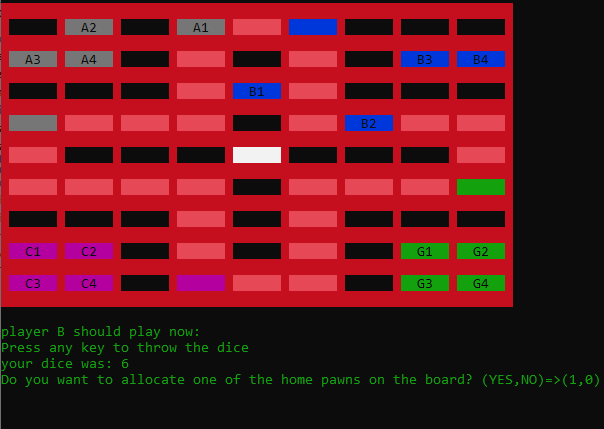 A2 A1
A3 A4 B3 B4
B1
B2
C1 C2 G1 G2
C3 C4 G3 G4
player B should play now:
Press any key to throw the dice
your dice was: 6
Do you want to allocate one of the home pawns on the board? (YES,NO)=>(1,0)